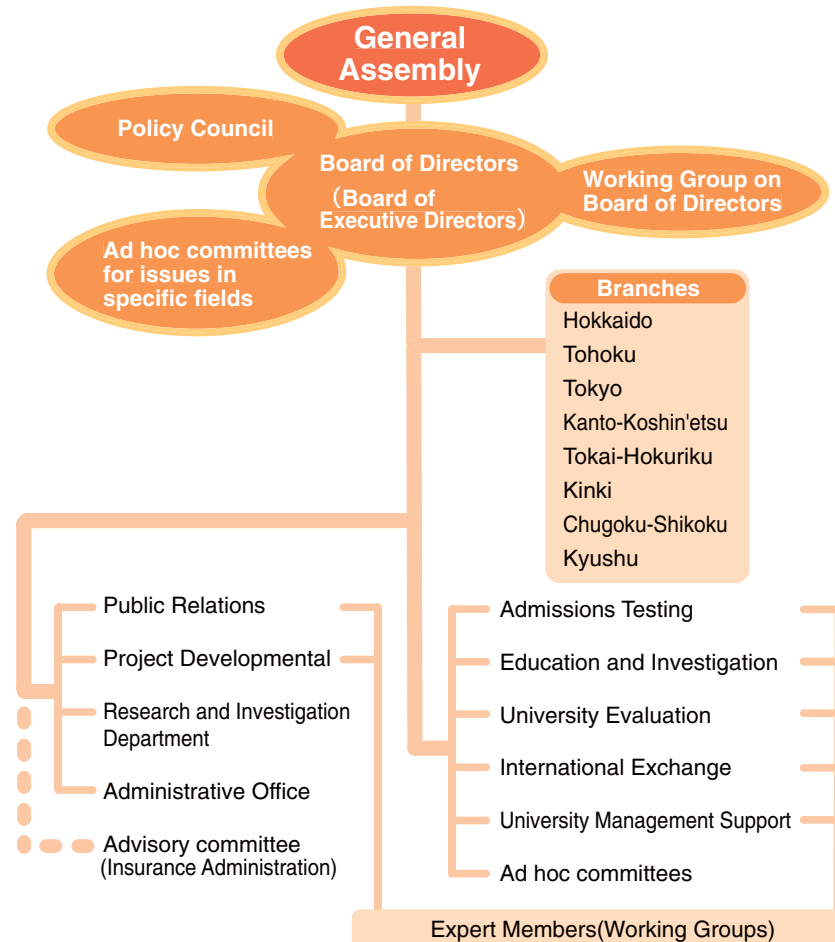 General
Assembly
Policy Council
Board of Directors
（Board of
Executive Directors）
Working Group on
Board of Directors
Ad hoc committees
for issues in
specific fields
Branches
Hokkaido
Tohoku
Tokyo
Kanto-Koshin'etsu
Tokai-Hokuriku
Kinki
Chugoku-Shikoku
Kyushu
Public Relations
Project Developmental
Research and Investigation
Department
Administrative Office
Advisory committee
(Insurance Administration)
Admissions Testing
Education and Investigation
University Evaluation
International Exchange
University Management Support
Ad hoc committees
Expert Members(Working Groups)